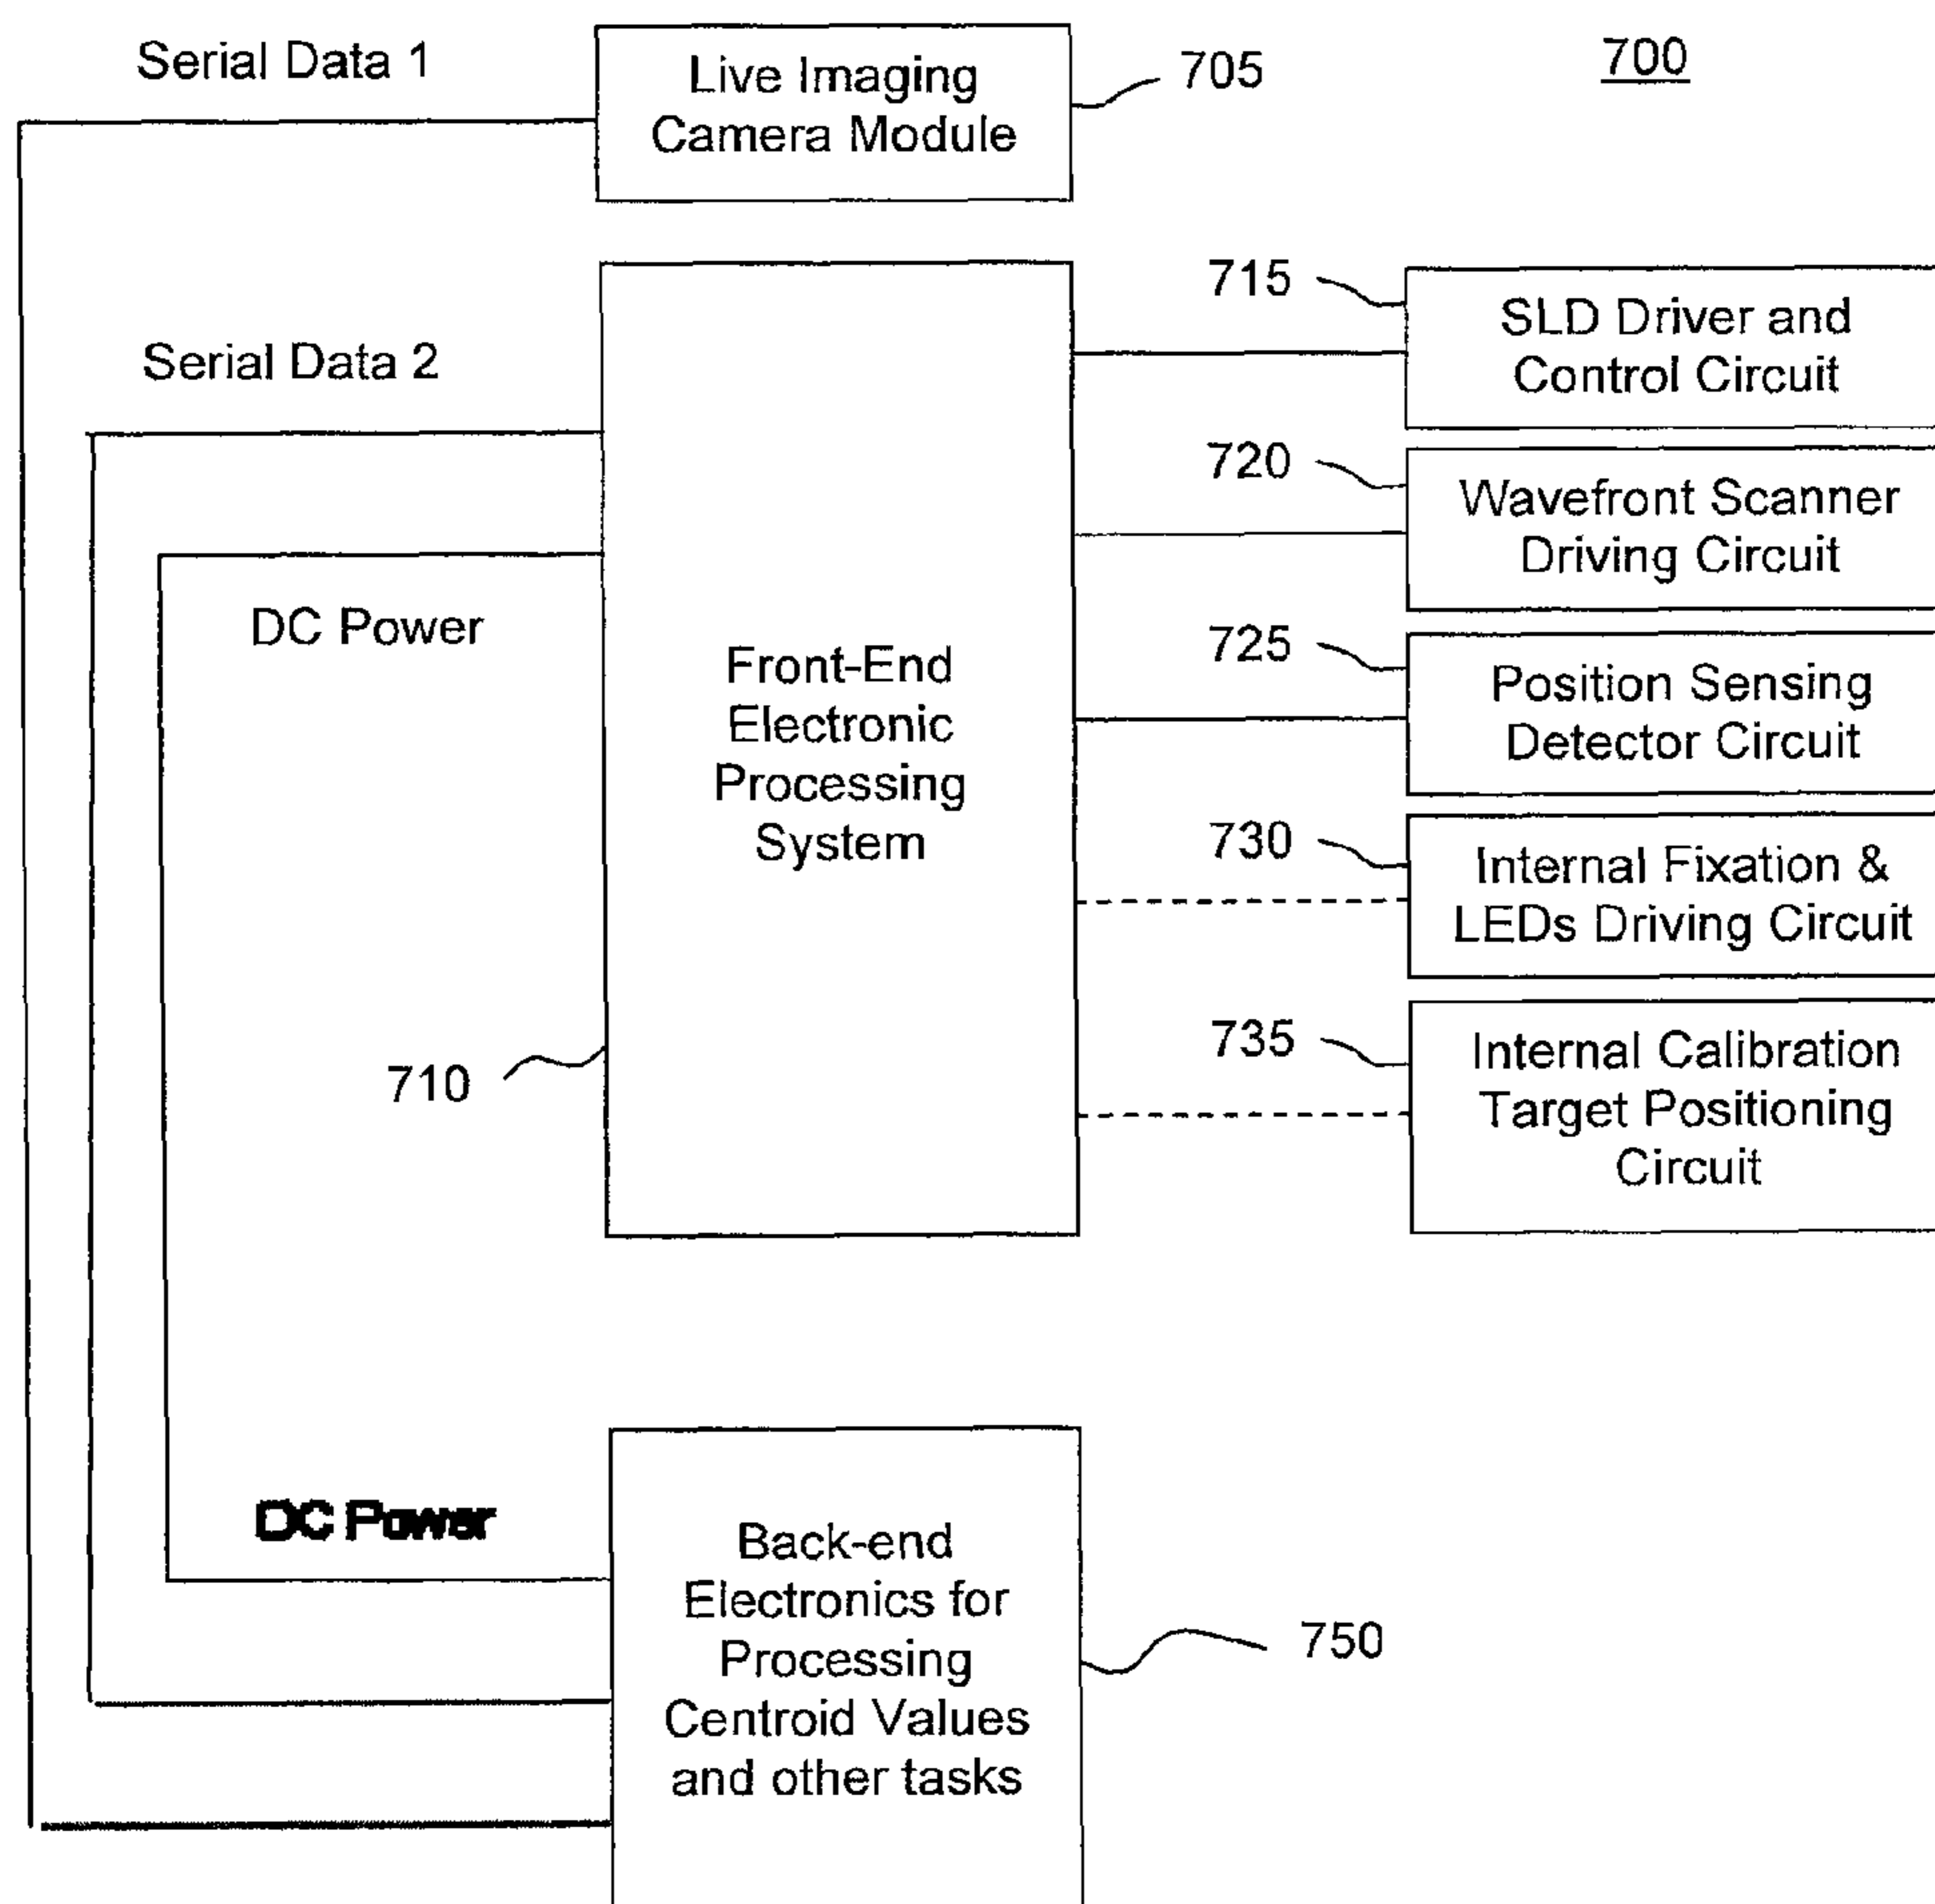 Serial Data 1
Live Imaging
Camera Module
705
700
Serial Data 2
DC Power
Front-End
Electronic
Processing
System
710
715
SLD Driver and
Control Circuit
720
Wavefront Scanner
Driving Circuit
725
Position Sensing
Detector Circuit
730
Internal Fixation &
LEDs Driving Circuit
735
Internal Calibration
Target Positioning
Circuit
DC Power
Back-end
Electronics for
Processing
Centroid Values
and other tasks
750